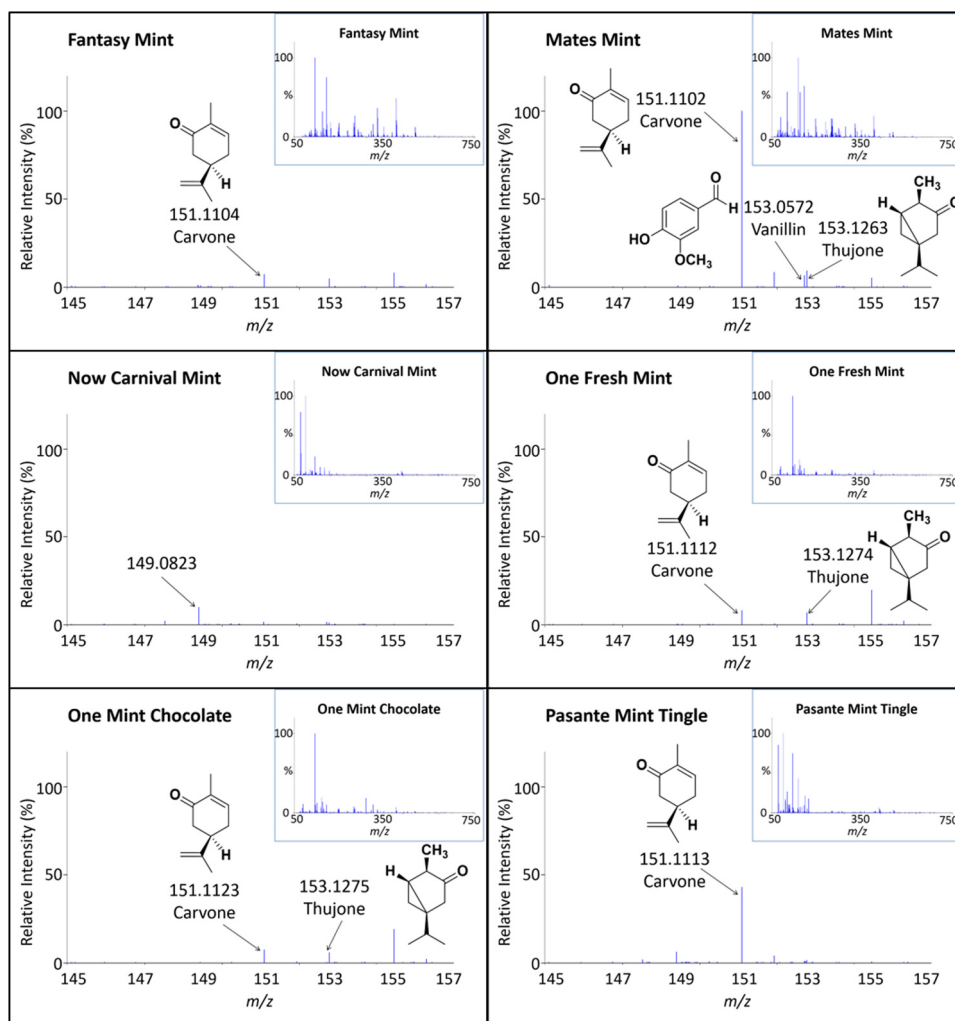 Fantasy Mint
Fantasy Mint
100
%
0
50 350 750
m/z
Relative Intensity (%)
100
50
0
O
H
151.1104
Carvone
145 147 149 151 153 155 157
m/z
Mates Mint
Mates Mint
100
%
0
50 350 750
m/z
Relative Intensity (%)
100
50
0
O
H
151.1102
Carvone
O
H
HO
OCH3
153.0572
Vanillin
153.1263
Thujone
CH3
H
O
145 147 149 151 153 155 157
m/z
Now Carnival Mint
Now Carnival Mint
100
%
0
50 350 750
m/z
Relative Intensity (%)
100
50
0
149.0823
145 147 149 151 153 155 157
m/z
One Fresh Mint
One Fresh Mint
100
%
0
50 350 750
m/z
Relative Intensity (%)
100
50
0
O
H
151.1112
Carvone
153.1274
Thujone
CH3
H
O
145 147 149 151 153 155 157
m/z
One Mint Chocolate
One Mint Chocolate
100
%
0
50 350 750
m/z
Relative Intensity (%)
100
50
0
O
H
151.1123
Carvone
153.1275
Thujone
CH3
H
O
145 147 149 151 153 155 157
m/z
Pasante Mint Tingle
Pasante Mint Tingle
100
%
0
50 350 750
m/z
Relative Intensity (%)
100
50
0
O
H
151.1113
Carvone
145 147 149 151 153 155 157
m/z